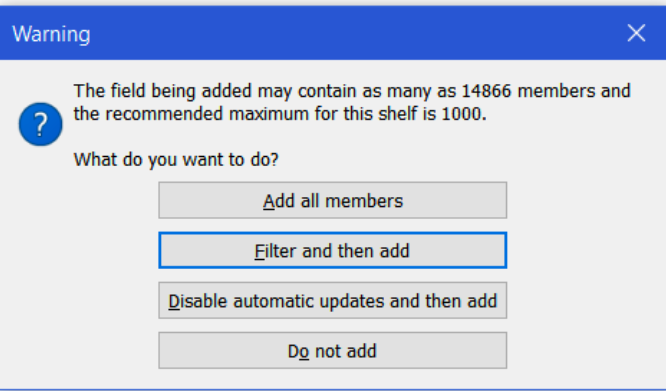 Warning
The field being added may contain as many as 14866 members and
the recommended maximum for this shelf is 1000.
?
What do you want to do?
Add all members
Filter and then add
Disable automatic updates and then add
Do not add